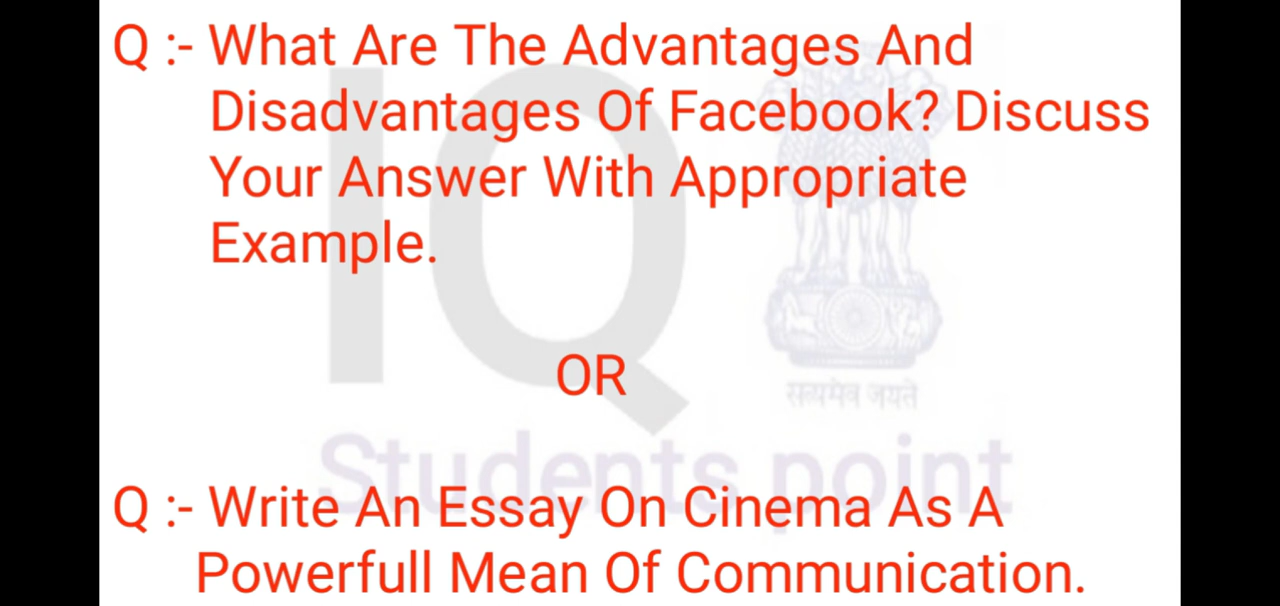 Q :- What Are The Advantages And
Disadvantages Of Facebook? Discuss
Your Answer With Appropriate
Example.
IQ
सत्यमेव जयते
OR
Students point
Q :- Write An Essay On Cinema As A
Powerfull Mean Of Communication.